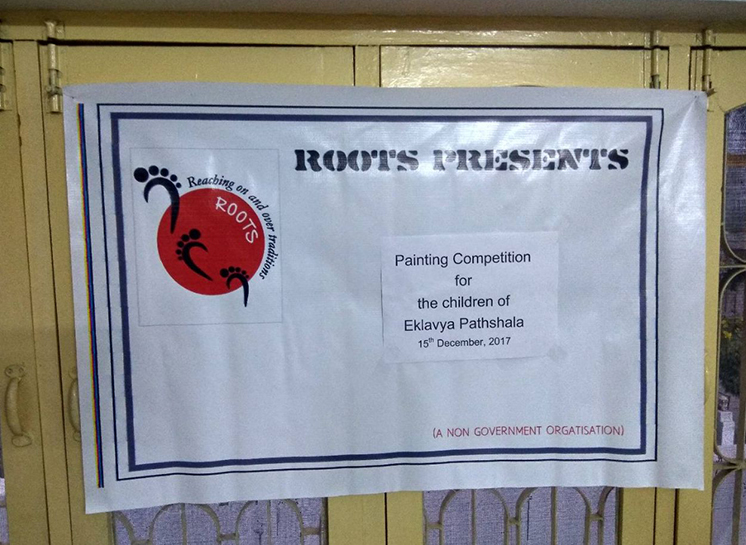 ROOTS PRESENTS
Reaching on and over traditions
ROOTS
Painting Competition
for
the children of
Eklavya Pathshala
15th December, 2017
(A NON GOVERNMENT ORGATISATION)